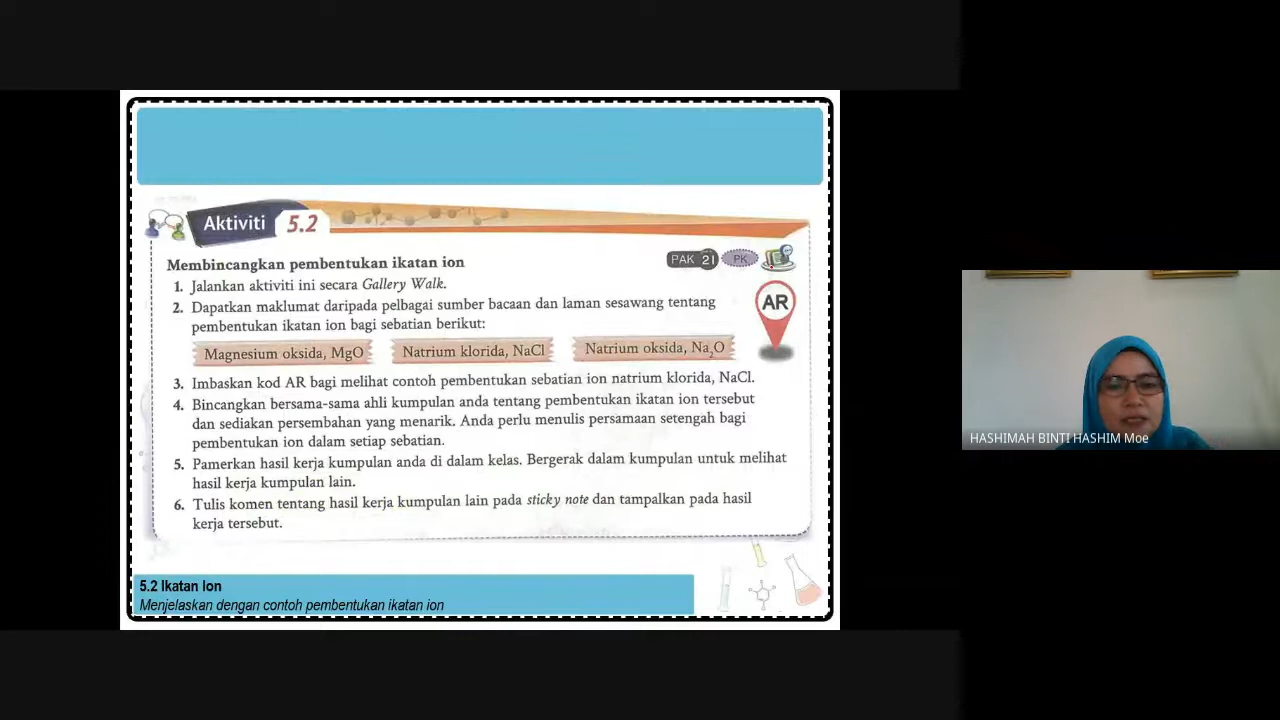 Aktiviti 5.2
Membincangkan pembentukan ikatan ion
PAK 21 PK
1. Jalankan aktiviti ini secara Gallery Walk.
2. Dapatkan maklumat daripada pelbagai sumber bacaan dan laman sesawang tentang
pembentukan ikatan ion bagi sebatian berikut:
AR
Magnesium oksida, MgO Natrium klorida, NaCl Natrium oksida, Na₂O
3. Imbaskan kod AR bagi melihat contoh pembentukan sebatian ion natrium klorida, NaCl.
4. Bincangkan bersama-sama ahli kumpulan anda tentang pembentukan ikatan ion tersebut
dan sediakan persembahan yang menarik. Anda perlu menulis persamaan setengah bagi
pembentukan ion dalam setiap sebatian.
5. Pamerkan hasil kerja kumpulan anda di dalam kelas. Bergerak dalam kumpulan untuk melihat
hasil kerja kumpulan lain.
6. Tulis komen tentang hasil kerja kumpulan lain pada sticky note dan tampalkan pada hasil
kerja tersebut.
5.2 Ikatan Ion
Menjelaskan dengan contoh pembentukan ikatan ion
HASHIMAH BINTI HASHIM Moe